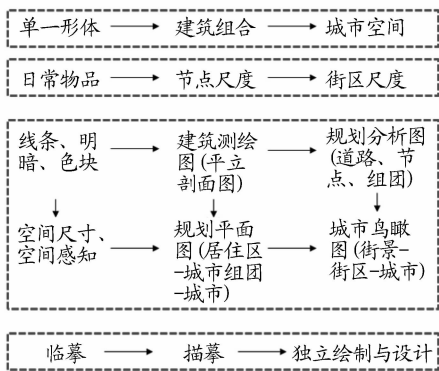 单一形体 建筑组合 城市空间
日常物品 节点尺度 街区尺度
线条、明
暗、色块
建筑测绘
图(平立
剖面图)
规划分析图
(道路、节
点、组团)
空间尺寸、
空间感知
规划平面
图(居住区
-城市组团
-城市)
城市鸟瞰
图(街景-
街区-城市)
临摹 描摹 独立绘制与设计